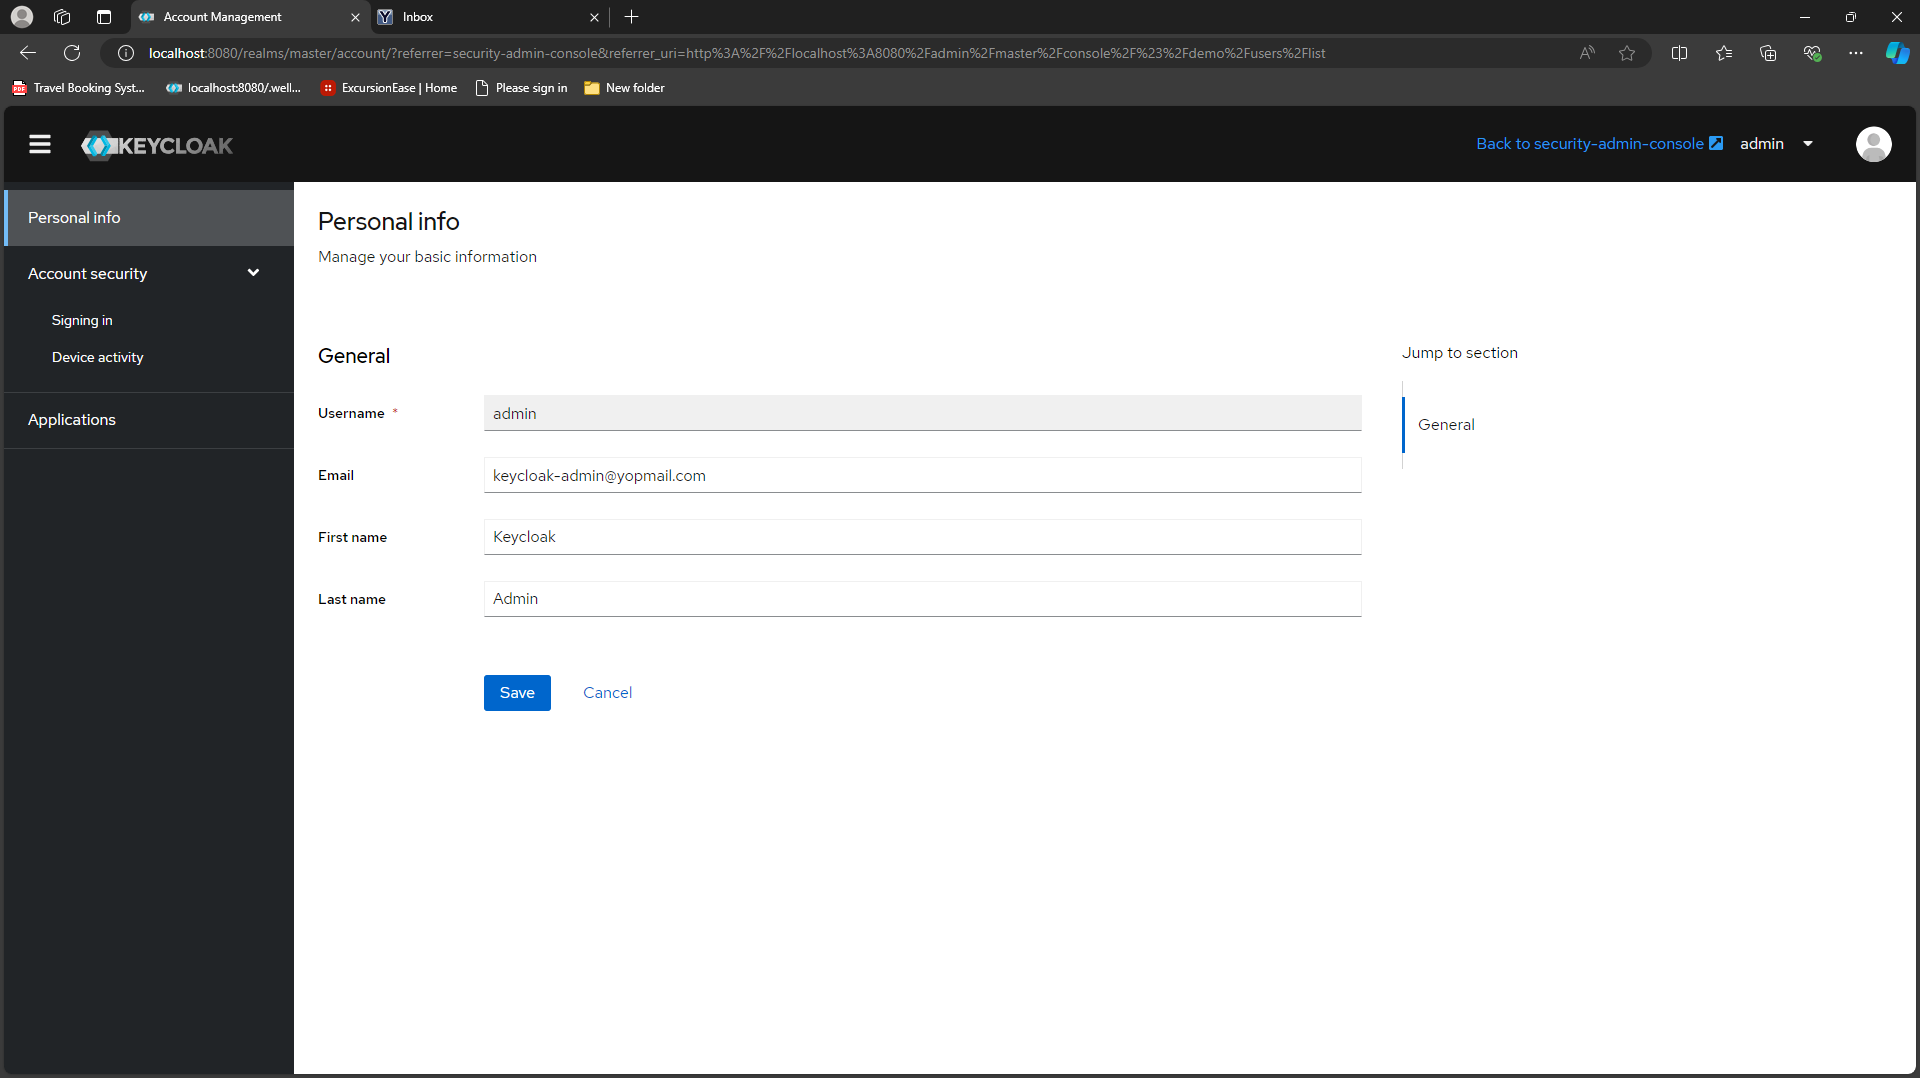 Account Management
Inbox
localhost:8080/realms/master/account/?referrer=security-admin-console&referrer_uri=http%3A%2F%2Flocalhost%3A8080%2Fadmin%2Fmaster%2Fconsole%2F%23%2Fdemo%2Fusers%2Flist
Travel Booking Syst...
localhost:8080/.well...
ExcursionEase | Home
Please sign in
New folder
KEYCLOAK
Back to security-admin-console
admin
Personal info
Account security
Signing in
Device activity
Applications
Personal info
Manage your basic information
General
Username *
admin
Email
keycloak-admin@yopmail.com
First name
Keycloak
Last name
Admin
Save
Cancel
Jump to section
General